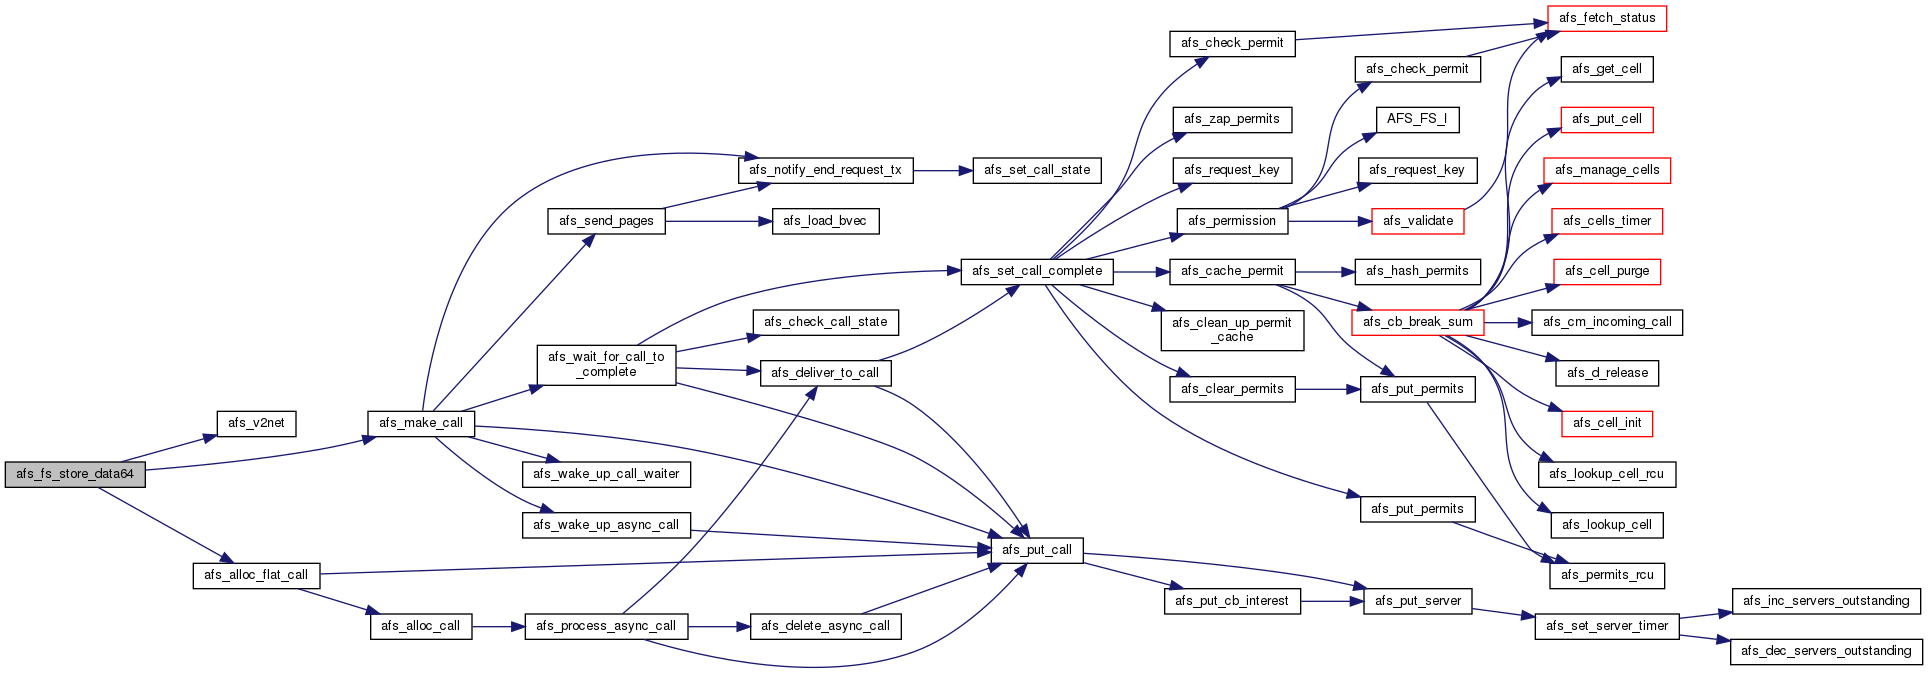 afs_fetch_status
afs_check_permit
afs_check_permit
afs_get_cell
afs_zap_permits
AFS_FS_I
afs_put_cell
afs_notify_end_request_tx
afs_set_call_state
afs_request_key
afs_request_key
afs_manage_cells
afs_send_pages
afs_load_bvec
afs_permission
afs_validate
afs_cells_timer
afs_set_call_complete
afs_cache_permit
afs_hash_permits
afs_cell_purge
afs_check_call_state
afs_clean_up_permit
_cache
afs_cb_break_sum
afs_cm_incoming_call
afs_wait_for_call_to
_complete
afs_deliver_to_call
afs_clear_permits
afs_put_permits
afs_d_release
afs_v2net
afs_make_call
afs_cell_init
afs_fs_store_data64
afs_wake_up_call_waiter
afs_lookup_cell_rcu
afs_put_permits
afs_wake_up_async_call
afs_lookup_cell
afs_put_call
afs_alloc_flat_call
afs_permits_rcu
afs_put_cb_interest
afs_put_server
afs_inc_servers_outstanding
afs_alloc_call
afs_process_async_call
afs_delete_async_call
afs_set_server_timer
afs_dec_servers_outstanding